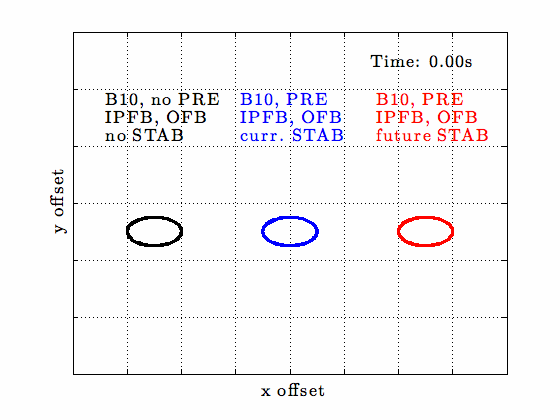 Time: 0.00s
B10, no PRE
IPFB, OFB
no STAB
B10, PRE
IPFB, OFB
curr. STAB
B10, PRE
IPFB, OFB
future STAB
y offset
x offset